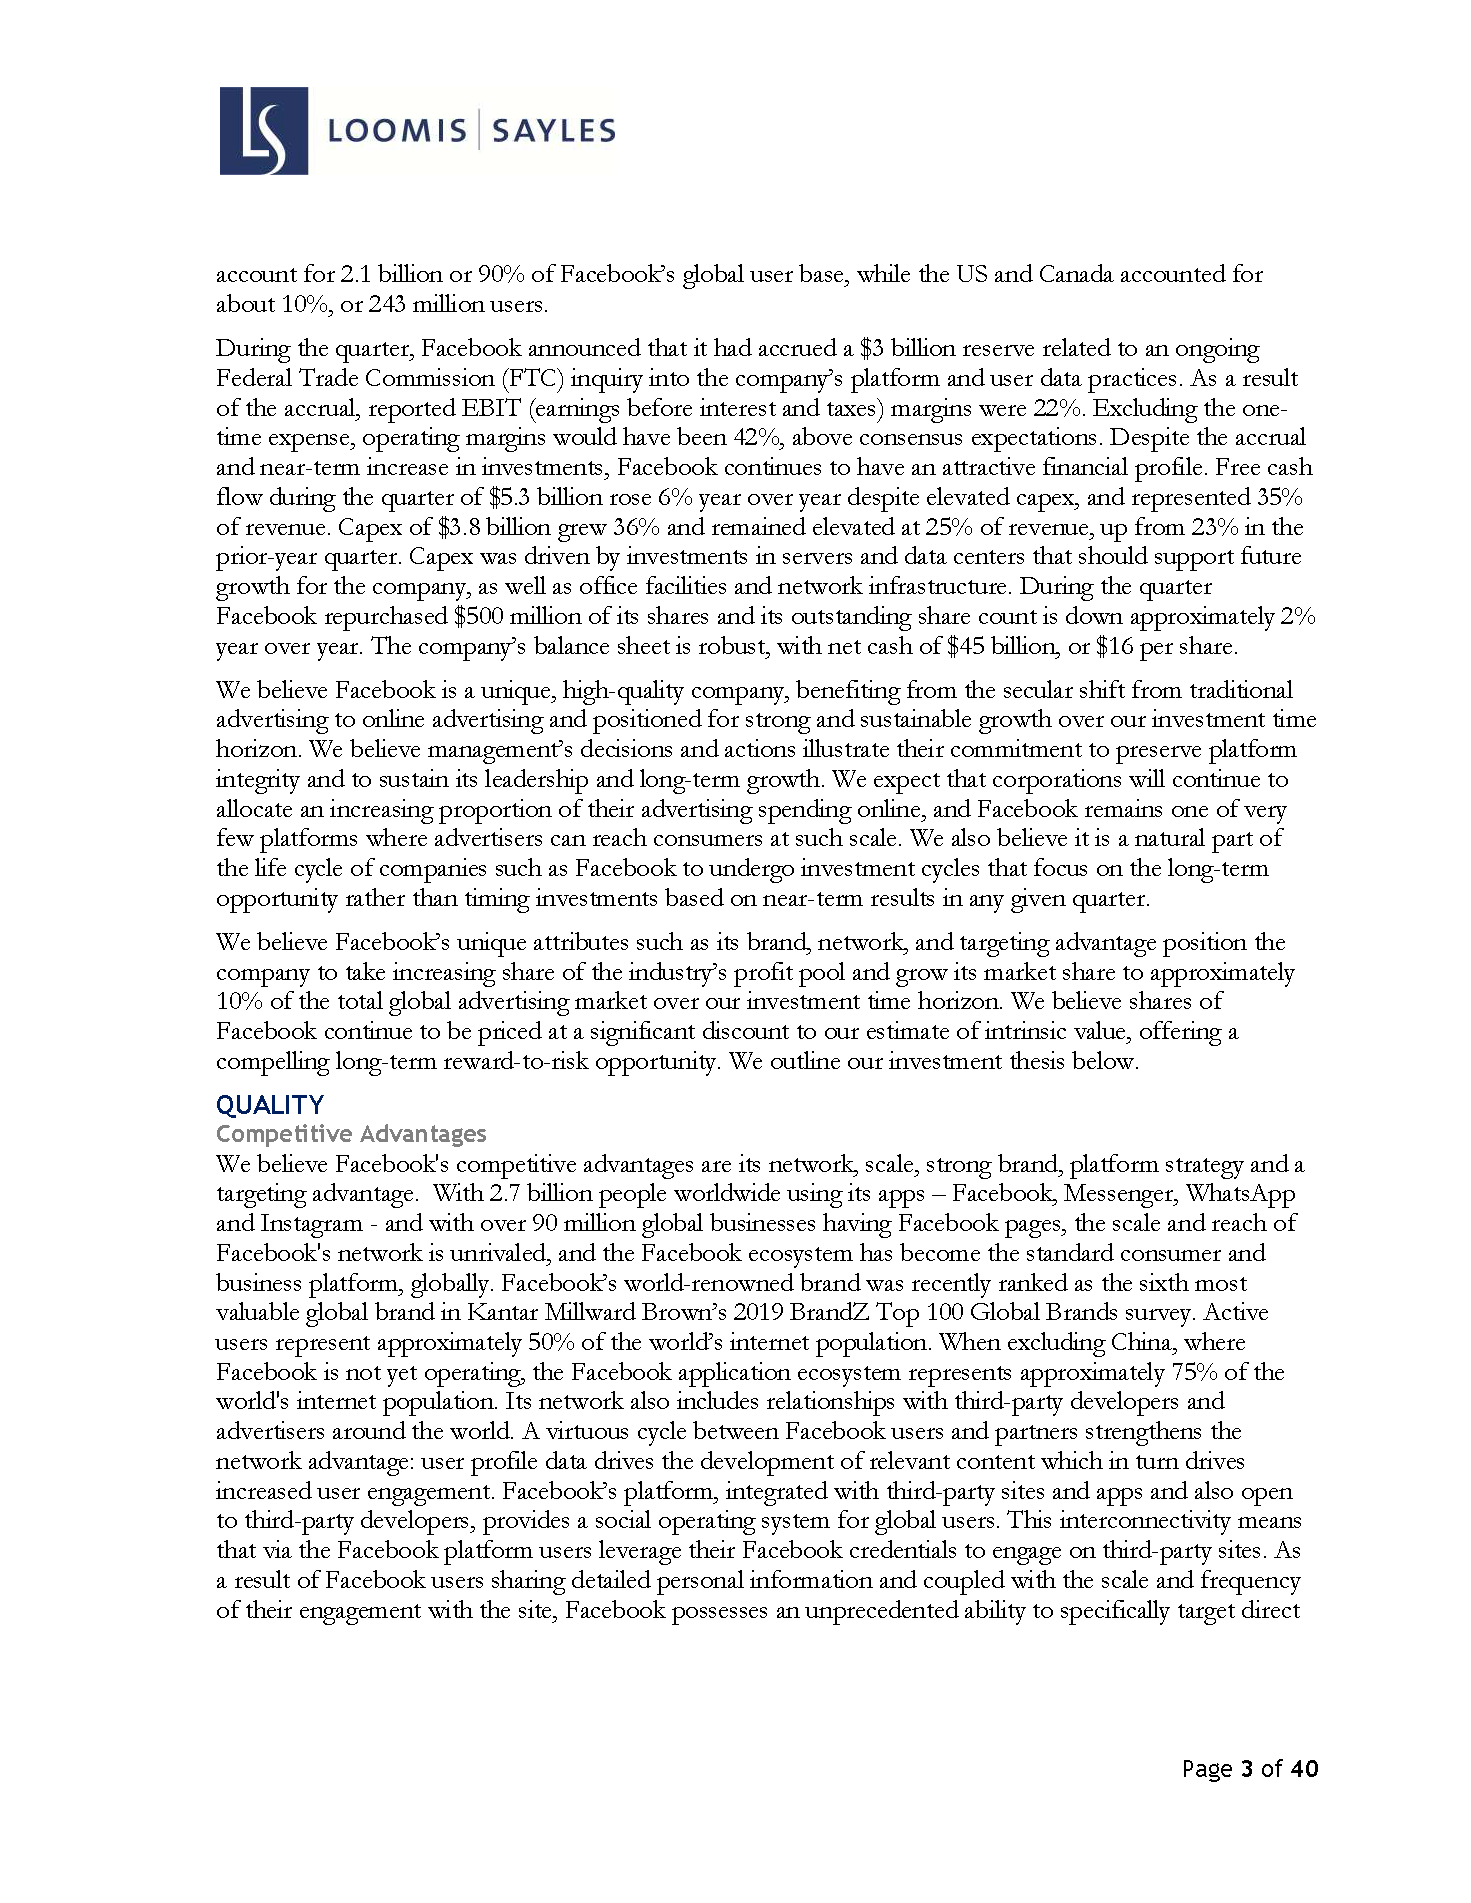 LS LOOMIS | SAYLES
account for 2.1 billion or 90% of Facebook’s global user base, while the US and Canada accounted for
about 10%, or 243 million users.
During the quarter, Facebook announced that it had accrued a $3 billion reserve related to an ongoing
Federal Trade Commission (FTC) inquiry into the company’s platform and user data practices. As a result
of the accrual, reported EBIT (earnings before interest and taxes) margins were 22%. Excluding the one-
time expense, operating margins would have been 42%, above consensus expectations. Despite the accrual
and near-term increase in investments, Facebook continues to have an attractive financial profile. Free cash
flow during the quarter of $5.3 billion rose 6% year over year despite elevated capex, and represented 35%
of revenue. Capex of $3.8 billion grew 36% and remained elevated at 25% of revenue, up from 23% in the
prior-year quarter. Capex was driven by investments in servers and data centers that should support future
growth for the company, as well as office facilities and network infrastructure. During the quarter
Facebook repurchased $500 million of its shares and its outstanding share count is down approximately 2%
year over year. The company’s balance sheet is robust, with net cash of $45 billion, or $16 per share.
We believe Facebook is a unique, high-quality company, benefiting from the secular shift from traditional
advertising to online advertising and positioned for strong and sustainable growth over our investment time
horizon. We believe management’s decisions and actions illustrate their commitment to preserve platform
integrity and to sustain its leadership and long-term growth. We expect that corporations will continue to
allocate an increasing proportion of their advertising spending online, and Facebook remains one of very
few platforms where advertisers can reach consumers at such scale. We also believe it is a natural part of
the life cycle of companies such as Facebook to undergo investment cycles that focus on the long-term
opportunity rather than timing investments based on near-term results in any given quarter.
We believe Facebook’s unique attributes such as its brand, network, and targeting advantage position the
company to take increasing share of the industry’s profit pool and grow its market share to approximately
10% of the total global advertising market over our investment time horizon. We believe shares of
Facebook continue to be priced at a significant discount to our estimate of intrinsic value, offering a
compelling long-term reward-to-risk opportunity. We outline our investment thesis below.
QUALITY
Competitive Advantages
We believe Facebook's competitive advantages are its network, scale, strong brand, platform strategy and a
targeting advantage. With 2.7 billion people worldwide using its apps – Facebook, Messenger, WhatsApp
and Instagram - and with over 90 million global businesses having Facebook pages, the scale and reach of
Facebook's network is unrivaled, and the Facebook ecosystem has become the standard consumer and
business platform, globally. Facebook’s world-renowned brand was recently ranked as the sixth most
valuable global brand in Kantar Millward Brown’s 2019 BrandZ Top 100 Global Brands survey. Active
users represent approximately 50% of the world’s internet population. When excluding China, where
Facebook is not yet operating, the Facebook application ecosystem represents approximately 75% of the
world's internet population. Its network also includes relationships with third-party developers and
advertisers around the world. A virtuous cycle between Facebook users and partners strengthens the
network advantage: user profile data drives the development of relevant content which in turn drives
increased user engagement. Facebook’s platform, integrated with third-party sites and apps and also open
to third-party developers, provides a social operating system for global users. This interconnectivity means
that via the Facebook platform users leverage their Facebook credentials to engage on third-party sites. As
a result of Facebook users sharing detailed personal information and coupled with the scale and frequency
of their engagement with the site, Facebook possesses an unprecedented ability to specifically target direct
Page 3 of 40